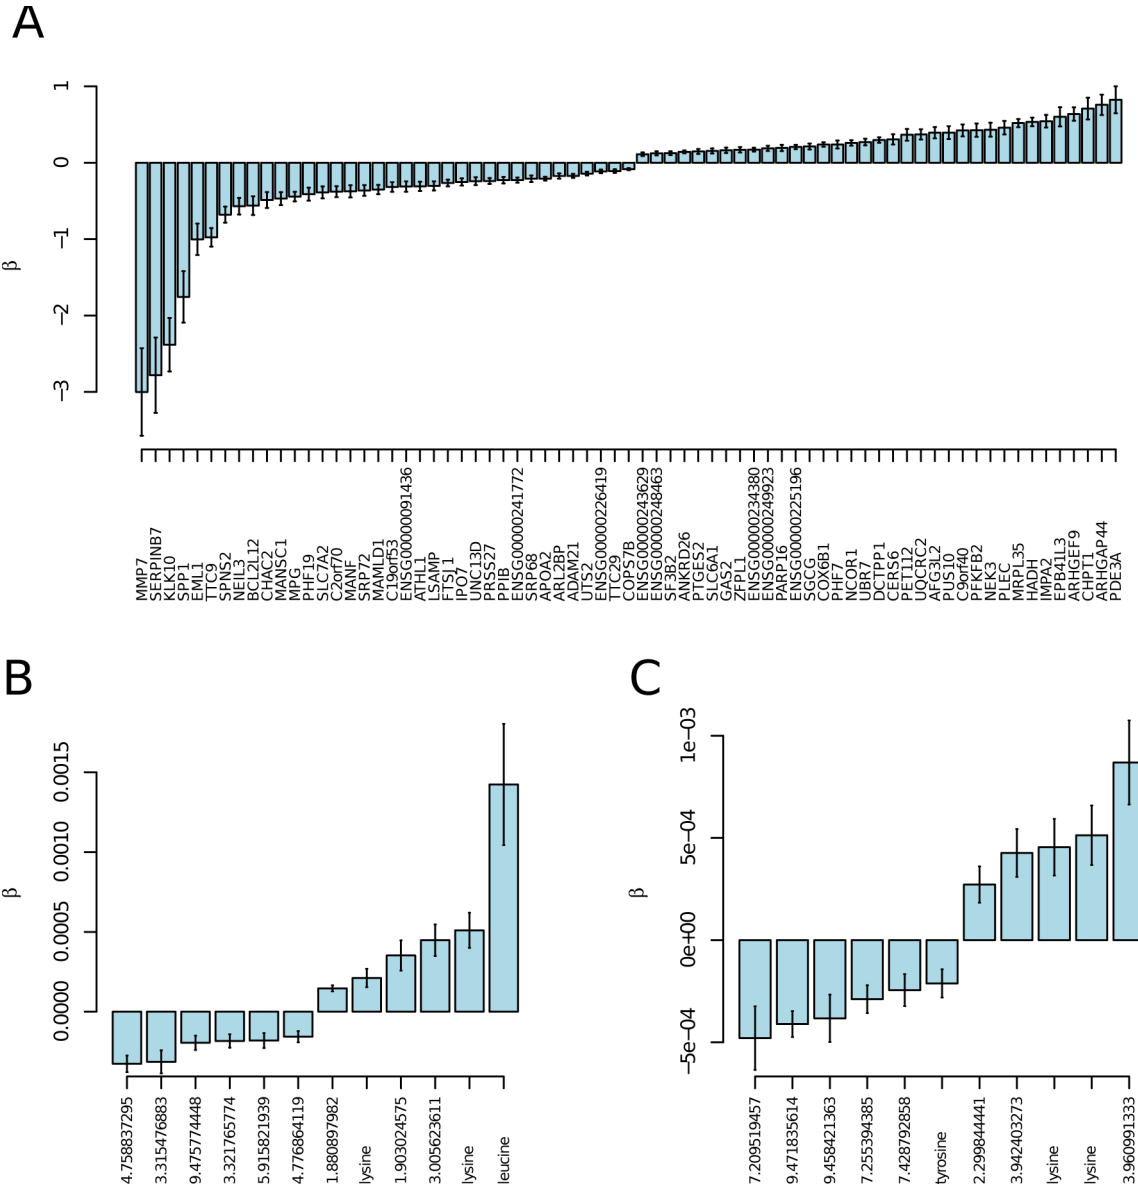 A
1
0
−1
−2
−3
β
MMP7
SERPINB7
KLK10
SPP1
EML1
TTC9
SPNS2
NEIL3
BCL2L12
CHAC2
MANSC1
MPG
PHF19
SLC7A2
C2orf70
MANF
SRP72
MAMLD1
C19orf53
ENSG00000091436
ATHL1
LSAMP
FTSJ1
IPO7
UNC13D
PRSS27
PPIB
ENSG00000241772
SRP68
APOA2
ARL2BP
ADAM21
UTS2
ENSG00000226419
TTC29
COPS7B
ENSG00000243629
ENSG00000248463
SF3B2
ANKRD26
PTGES2
SLC6A1
GAS2
ZFPL1
ENSG00000234380
ENSG00000249923
PARP16
ENSG00000225196
SGCG
COX6B1
PHF7
NCOR1
UBR7
DCTPP1
CERS6
PET112
UQCRC2
AFG3L2
PUS10
C9orf40
PFKFB2
NEK3
PLEC
MRPL35
HADH
IMPA2
EPB41L3
ARHGEF9
CHPT1
ARHGAP44
PDE3A
B
0.0015
0.0010
0.0005
0.0000
β
4.758837295
3.315476883
9.475774448
3.321765774
5.915821939
4.776864119
1.880897982
lysine
1.903024575
3.005623611
lysine
leucine
C
1e−03
5e−04
0e+00
−5e−04
β
7.209519457
9.471835614
9.458421363
7.255394385
7.428792858
tyrosine
2.299844441
3.942403273
lysine
lysine
3.960991333